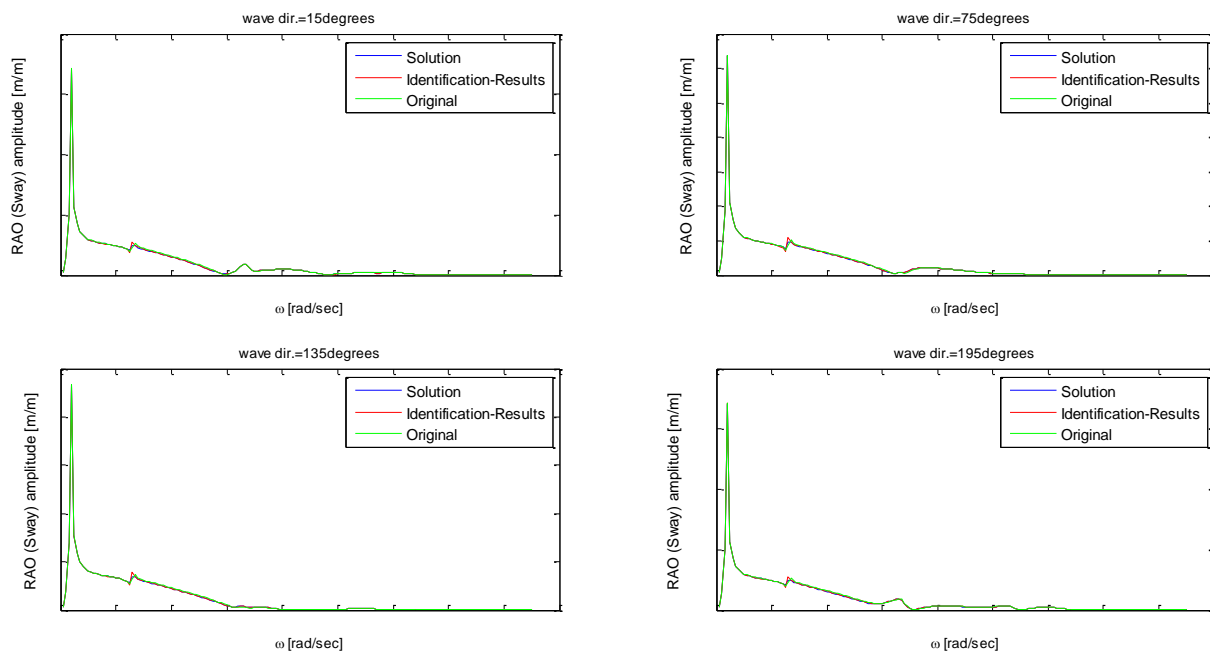 wave dir.=15degrees
RAO (Sway) amplitude [m/m]
Solution
Identification-Results
Original
ω [rad/sec]
wave dir.=75degrees
RAO (Sway) amplitude [m/m]
Solution
Identification-Results
Original
ω [rad/sec]
wave dir.=135degrees
RAO (Sway) amplitude [m/m]
Solution
Identification-Results
Original
ω [rad/sec]
wave dir.=195degrees
RAO (Sway) amplitude [m/m]
Solution
Identification-Results
Original
ω [rad/sec]